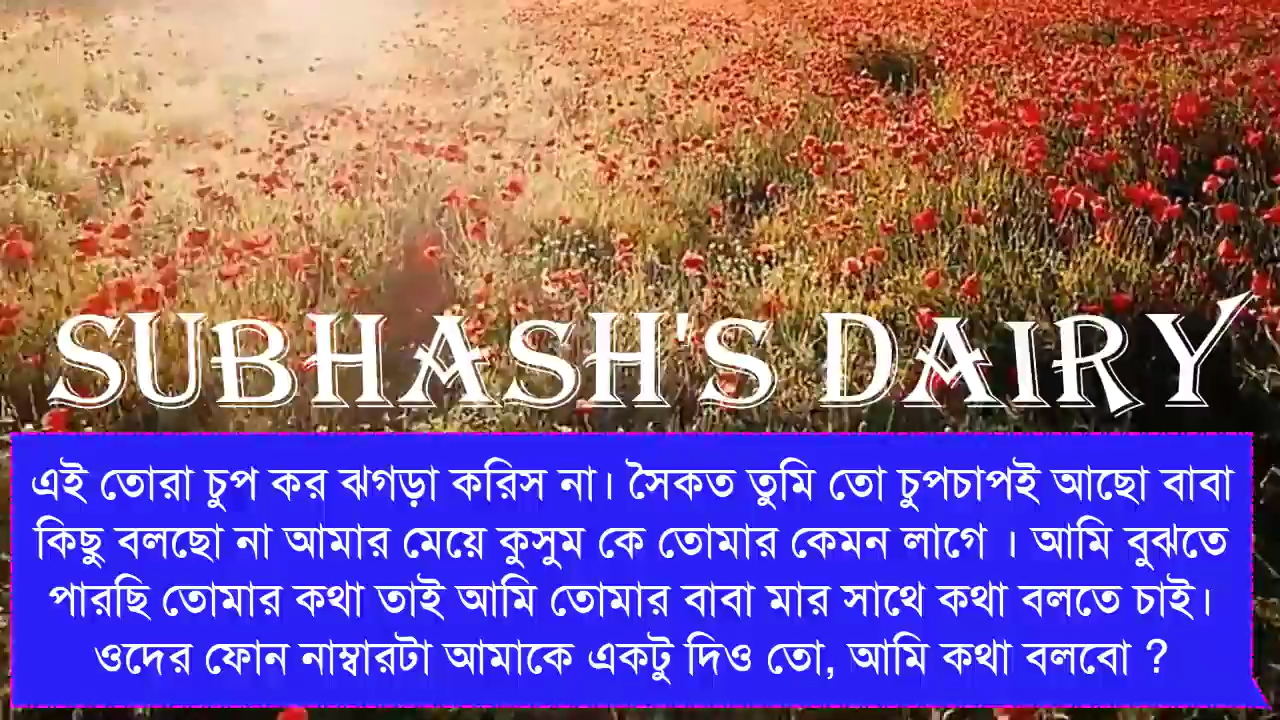 SUBHASH'S DAIRY
এই তোরা চুপ কর ঝগড়া করিস না। সৈকত তুমি তো চুপচাপই আছো বাবা
কিছু বলছো না আমার মেয়ে কুসুম কে তোমার কেমন লাগে । আমি বুঝতে
পারছি তোমার কথা তাই আমি তোমার বাবা মার সাথে কথা বলতে চাই।
ওদের ফোন নাম্বারটা আমাকে একটু দিও তো, আমি কথা বলবো ?